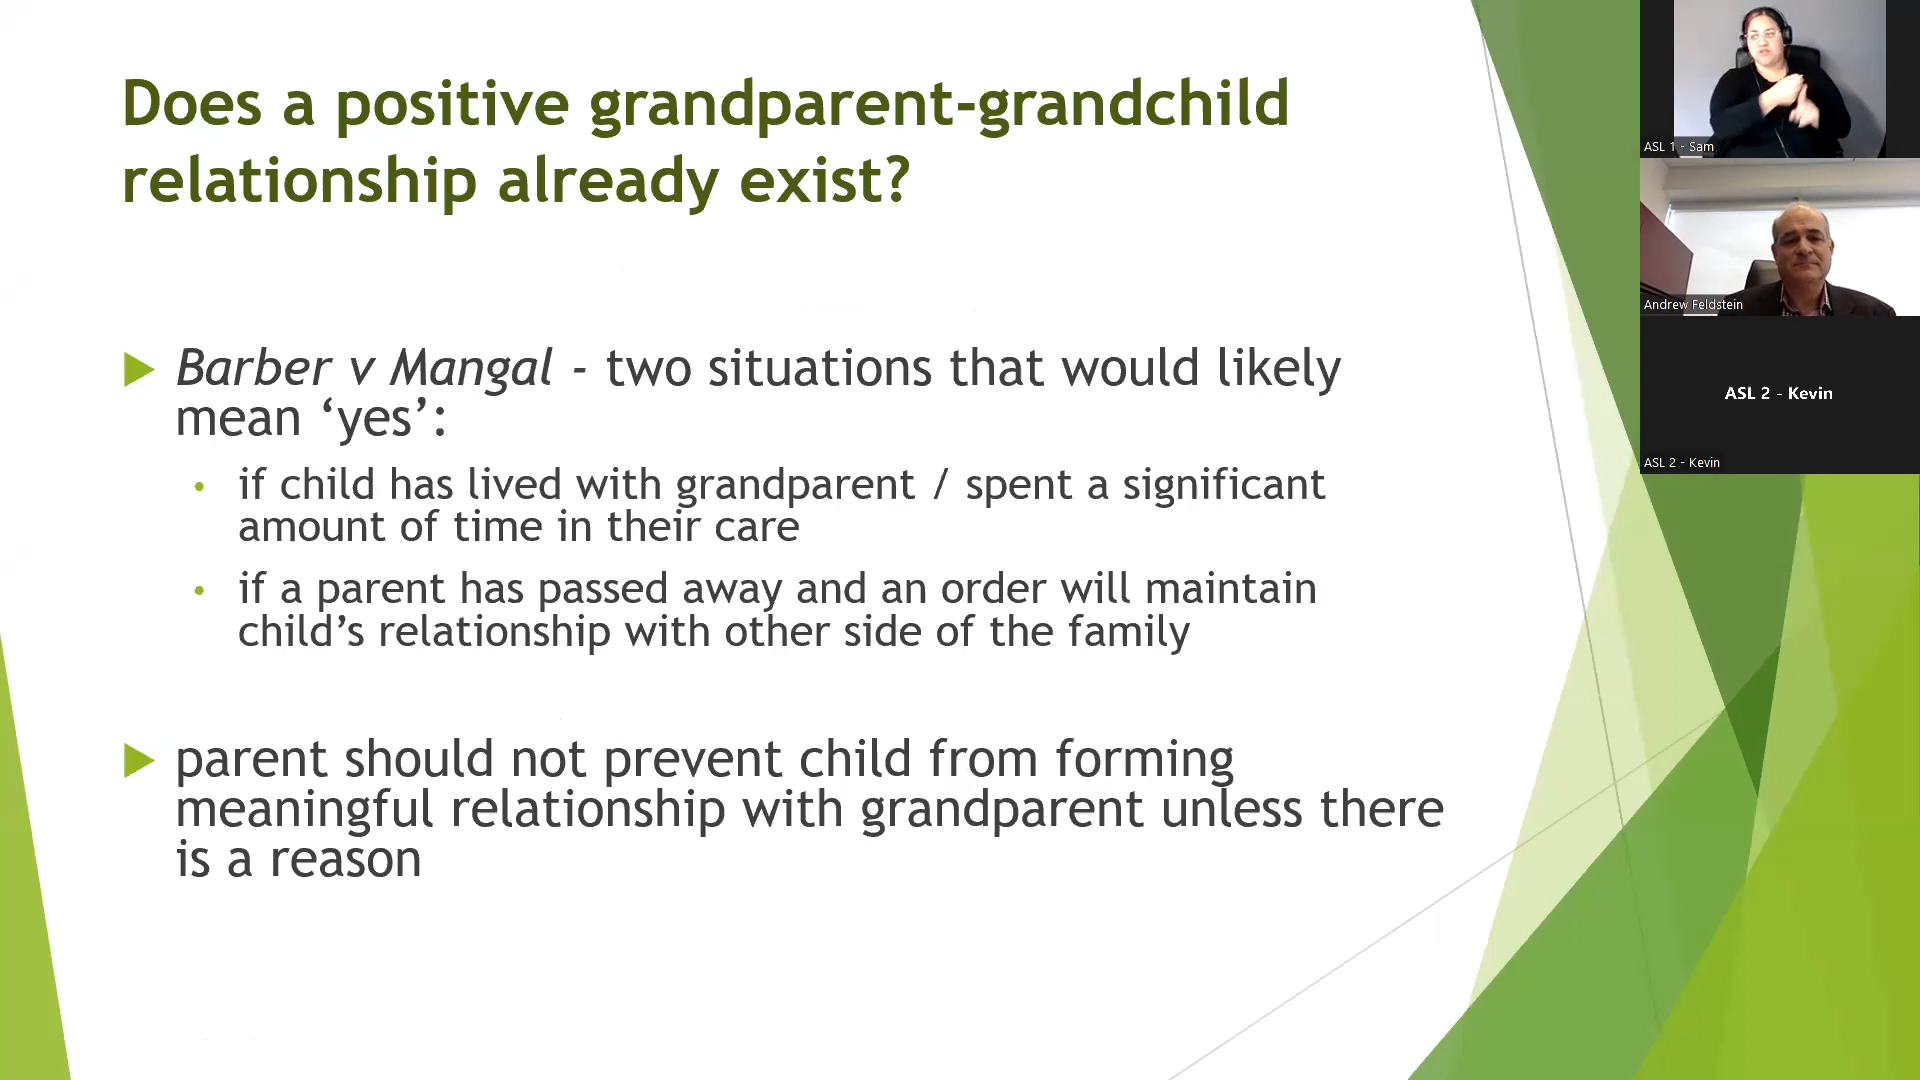 Does a positive grandparent-grandchild
relationship already exist?
Barber v Mangal - two situations that would likely
mean ‘yes’:
if child has lived with grandparent / spent a significant
amount of time in their care
if a parent has passed away and an order will maintain
child’s relationship with other side of the family
parent should not prevent child from forming
meaningful relationship with grandparent unless there
is a reason
ASL 1 - Sam
Andrew Feldstein
ASL 2 - Kevin
ASL 2 - Kevin